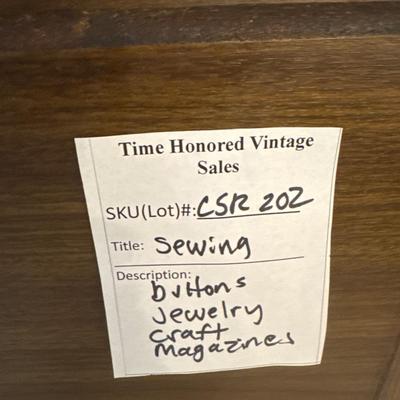 Time Honored Vintage
Sales
SKU(Lot)#: CSR 202
Title: Sewing
Description:
buttons
Jewelry
craft
Magazines